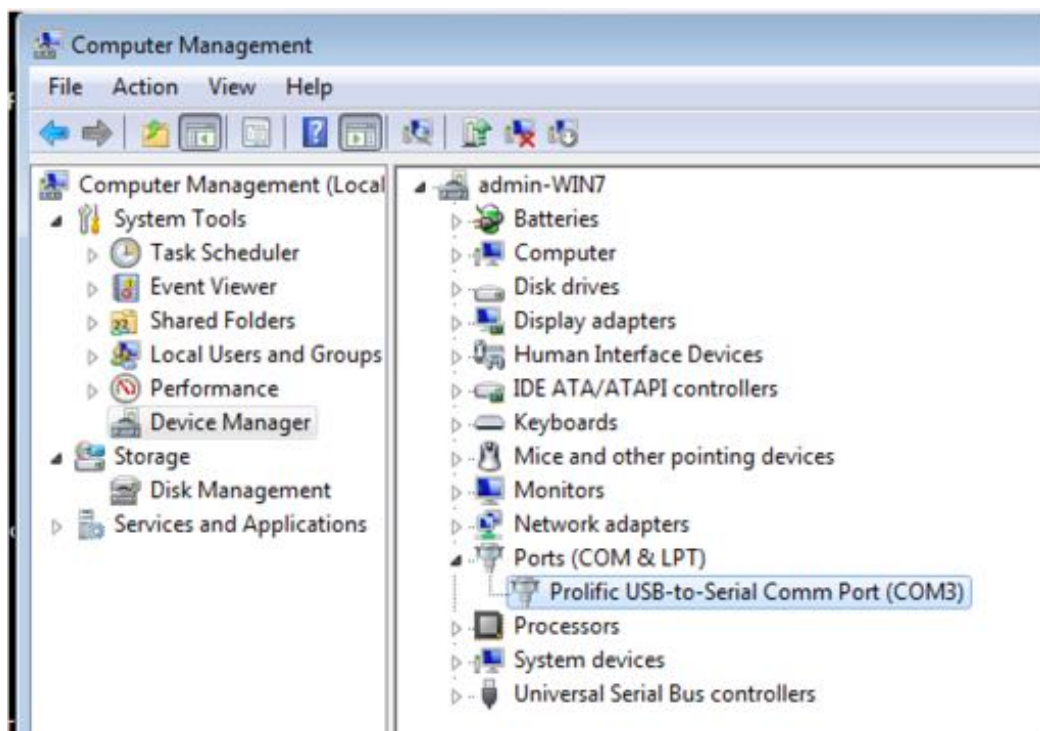 Computer Management
File Action View Help
Computer Management (Local
System Tools
Task Scheduler
Event Viewer
Shared Folders
Local Users and Groups
Performance
Device Manager
Storage
Disk Management
Services and Applications
admin-WIN7
Batteries
Computer
Disk drives
Display adapters
Human Interface Devices
IDE ATA/ATAPI controllers
Keyboards
Mice and other pointing devices
Monitors
Network adapters
Ports (COM & LPT)
Prolific USB-to-Serial Comm Port (COM3)
Processors
System devices
Universal Serial Bus controllers